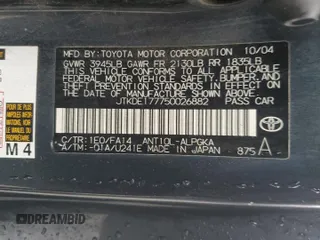 MFD. BY: TOYOTA MOTOR CORPORATION 10/04
GVWR 3945LB GAWR FR 2130LB RR 1835LB
THIS VEHICLE CONFORMS TO ALL APPLICABLE
FEDERAL MOTOR VEHICLE SAFETY, BUMPER, AND
THEFT PREVENTION STANDARDS IN EFFECT ON
THE DATE OF MANUFACTURE SHOWN ABOVE.
JTKDE177750026882 PASS CAR
C/TR: 1E0/FA14 ANT10L-ALPGKA
A/TM: -01A/U241E MADE IN JAPAN 875 A
TOYOTA
M 4
DREAMBID